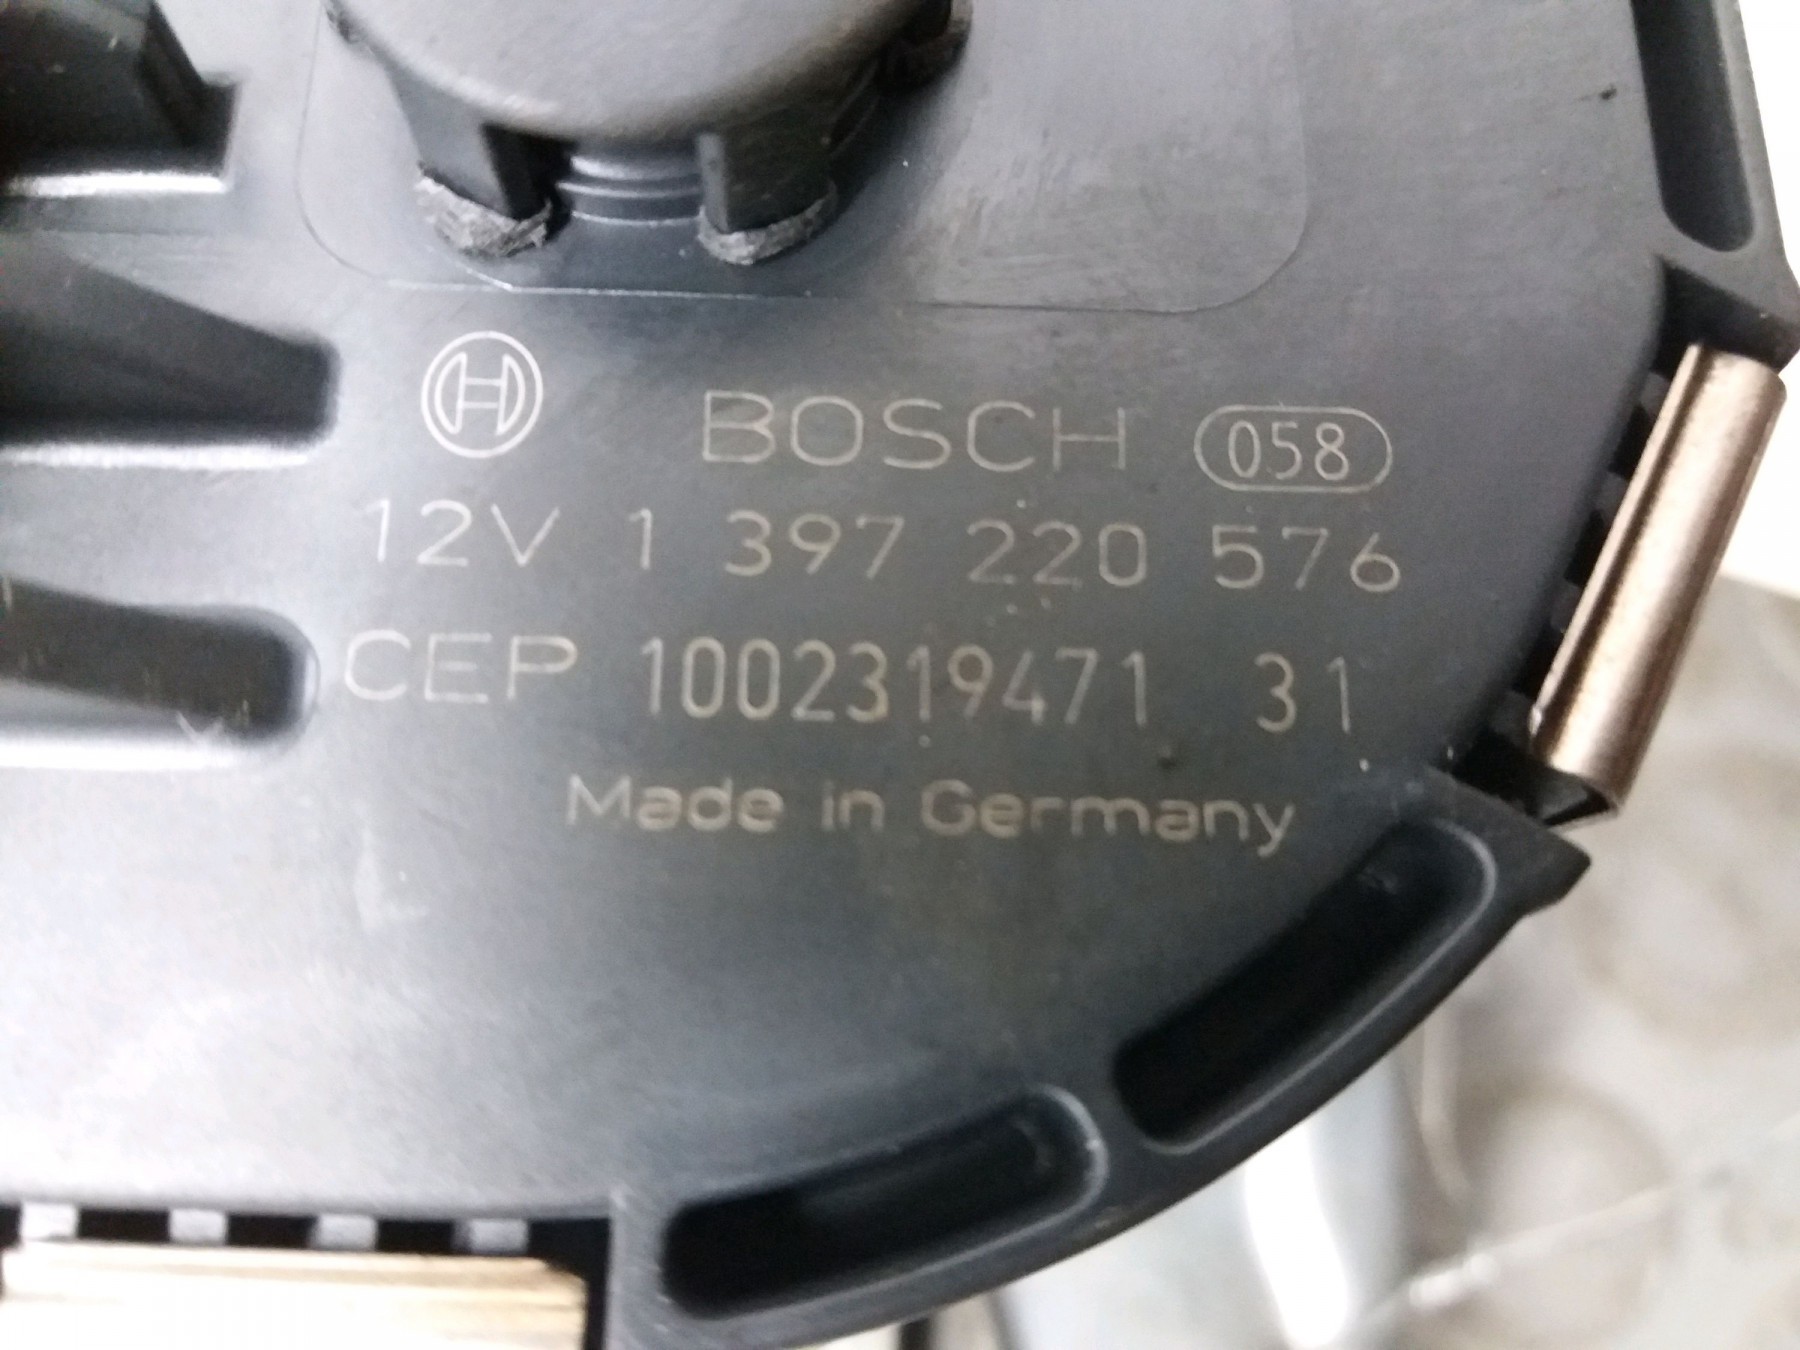 BOSCH 058
12V 1 397 220 576
CEP 1002319471 31
Made in Germany